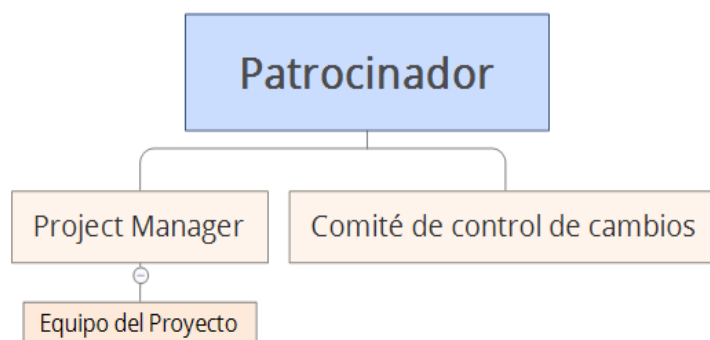 Patrocinador
Project Manager
Comité de control de cambios
Equipo del Proyecto